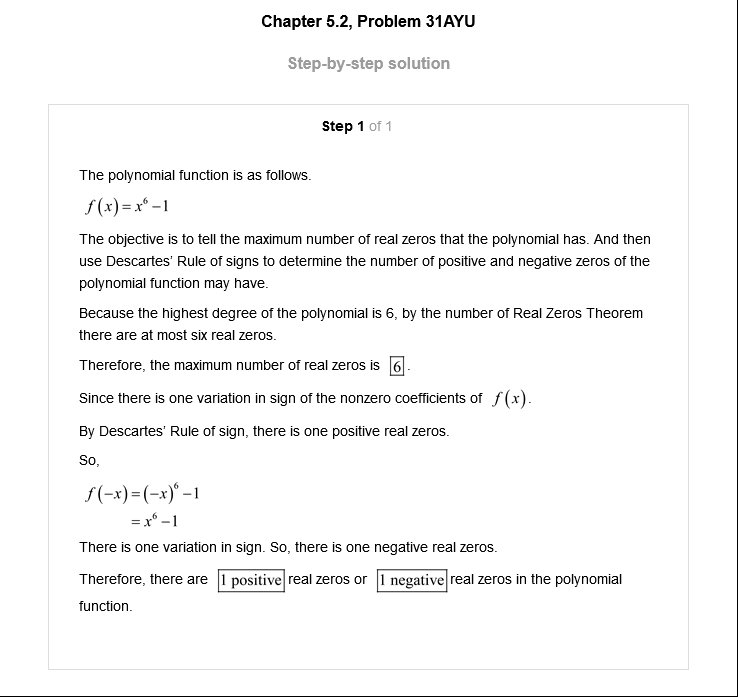 Chapter 5.2, Problem 31AYU
Step-by-step solution
Step 1 of 1
The polynomial function is as follows.
f(x)=x⁶−1
The objective is to tell the maximum number of real zeros that the polynomial has. And then
use Descartes' Rule of signs to determine the number of positive and negative zeros of the
polynomial function may have.
Because the highest degree of the polynomial is 6, by the number of Real Zeros Theorem
there are at most six real zeros.
Therefore, the maximum number of real zeros is 6.
Since there is one variation in sign of the nonzero coefficients of f(x).
By Descartes' Rule of sign, there is one positive real zeros.
So,
f(−x)=(−x)⁶−1
=x⁶−1
There is one variation in sign. So, there is one negative real zeros.
Therefore, there are 1 positive real zeros or 1 negative real zeros in the polynomial
function.